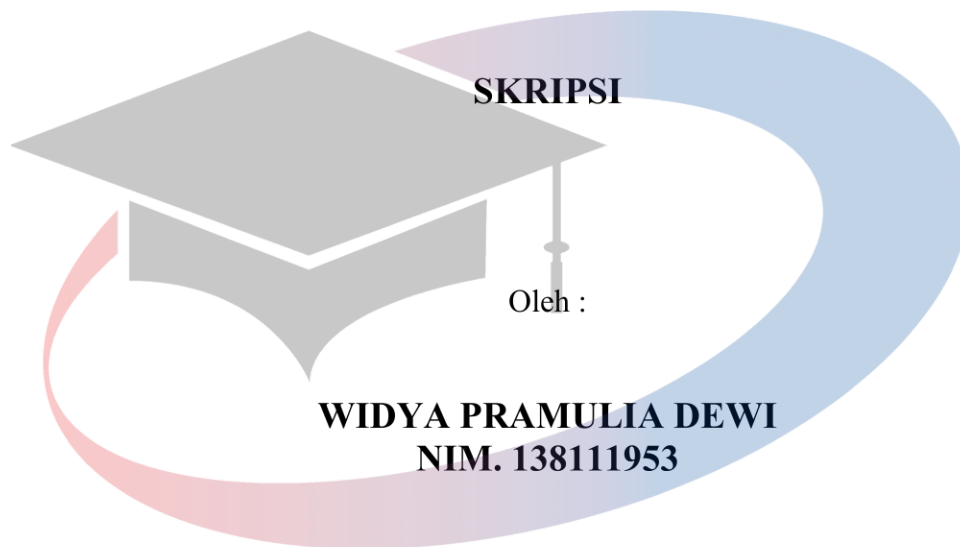 SKRIPSI
Oleh :
WIDYA PRAMULIA DEWI
NIM. 138111953